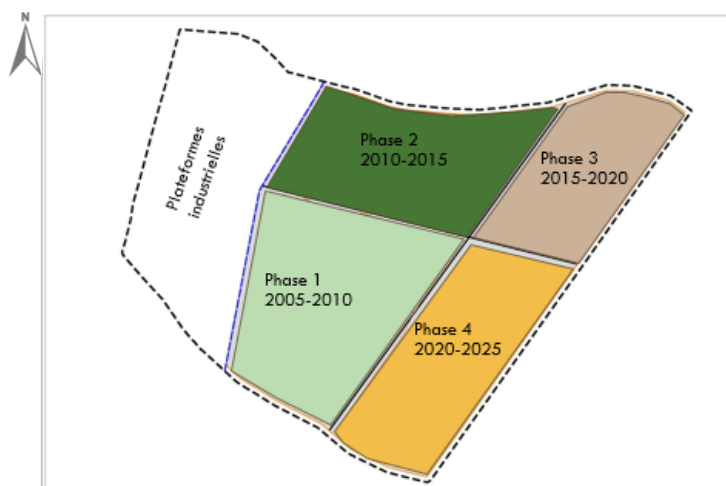 N
Plateformes
industrielles
Phase 2
2010-2015
Phase 3
2015-2020
Phase 1
2005-2010
Phase 4
2020-2025